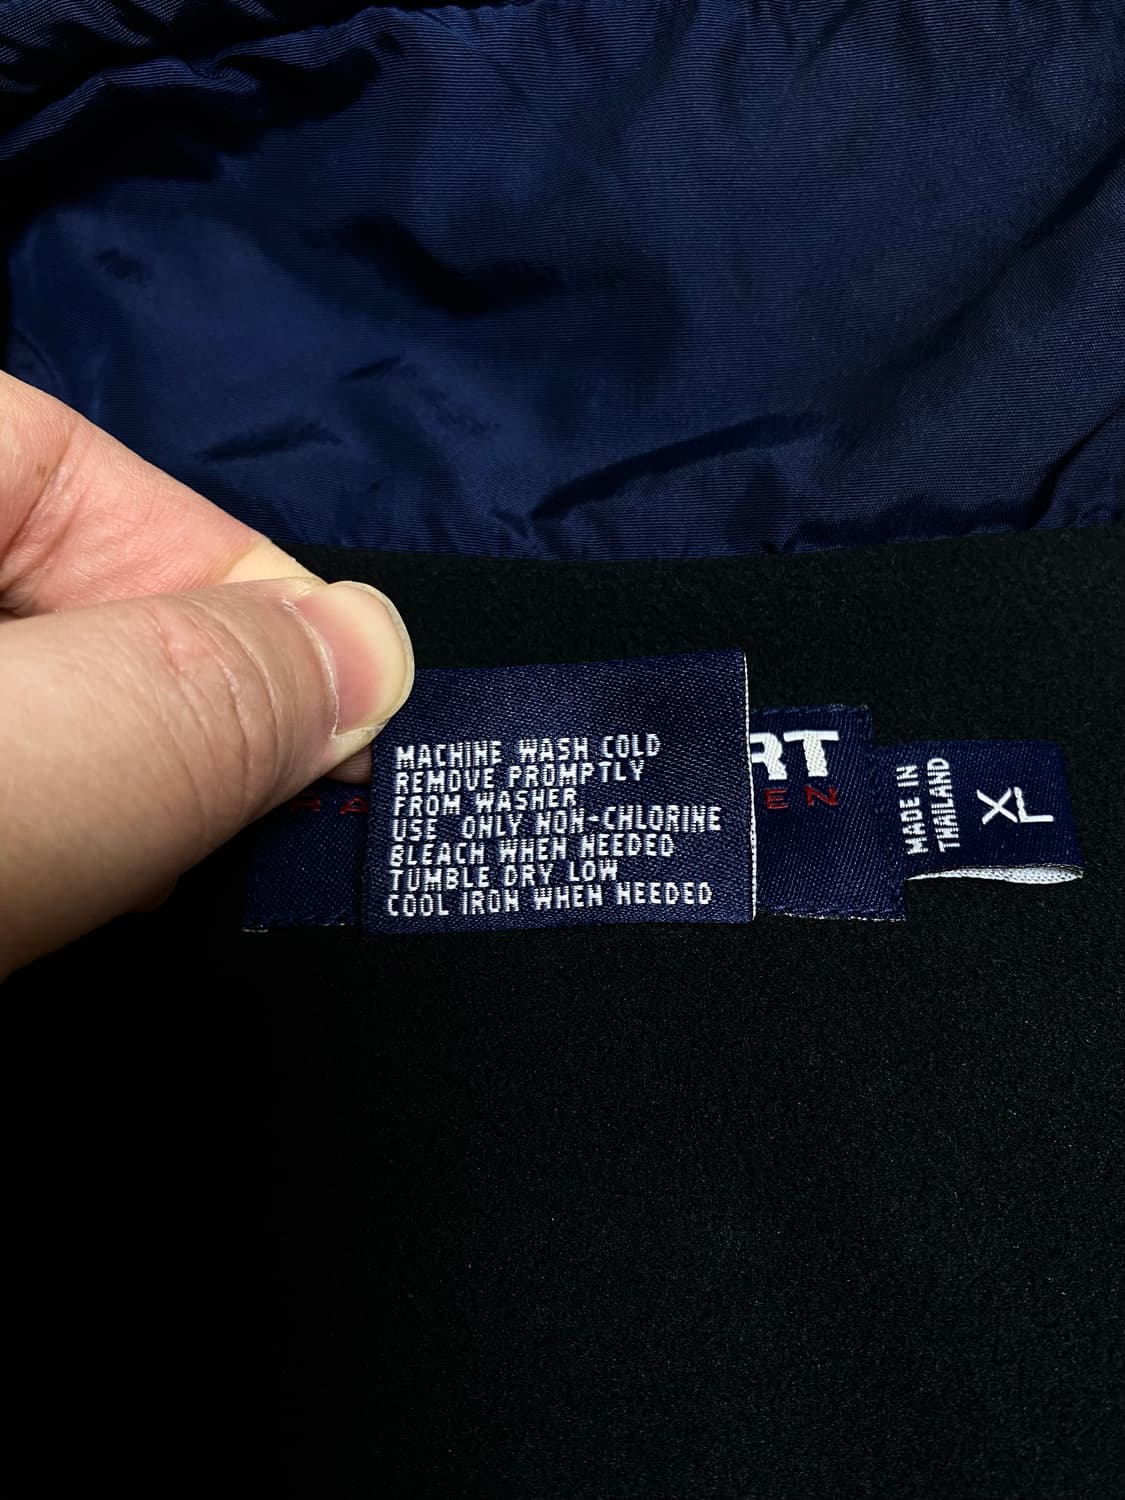 MACHINE WASH COLD
REMOVE PROMPTLY
FROM WASHER
USE ONLY NON-CHLORINE
BLEACH WHEN NEEDED
TUMBLE DRY LOW
COOL IRON WHEN NEEDED
RT
EN
MADE IN
THAILAND
XL